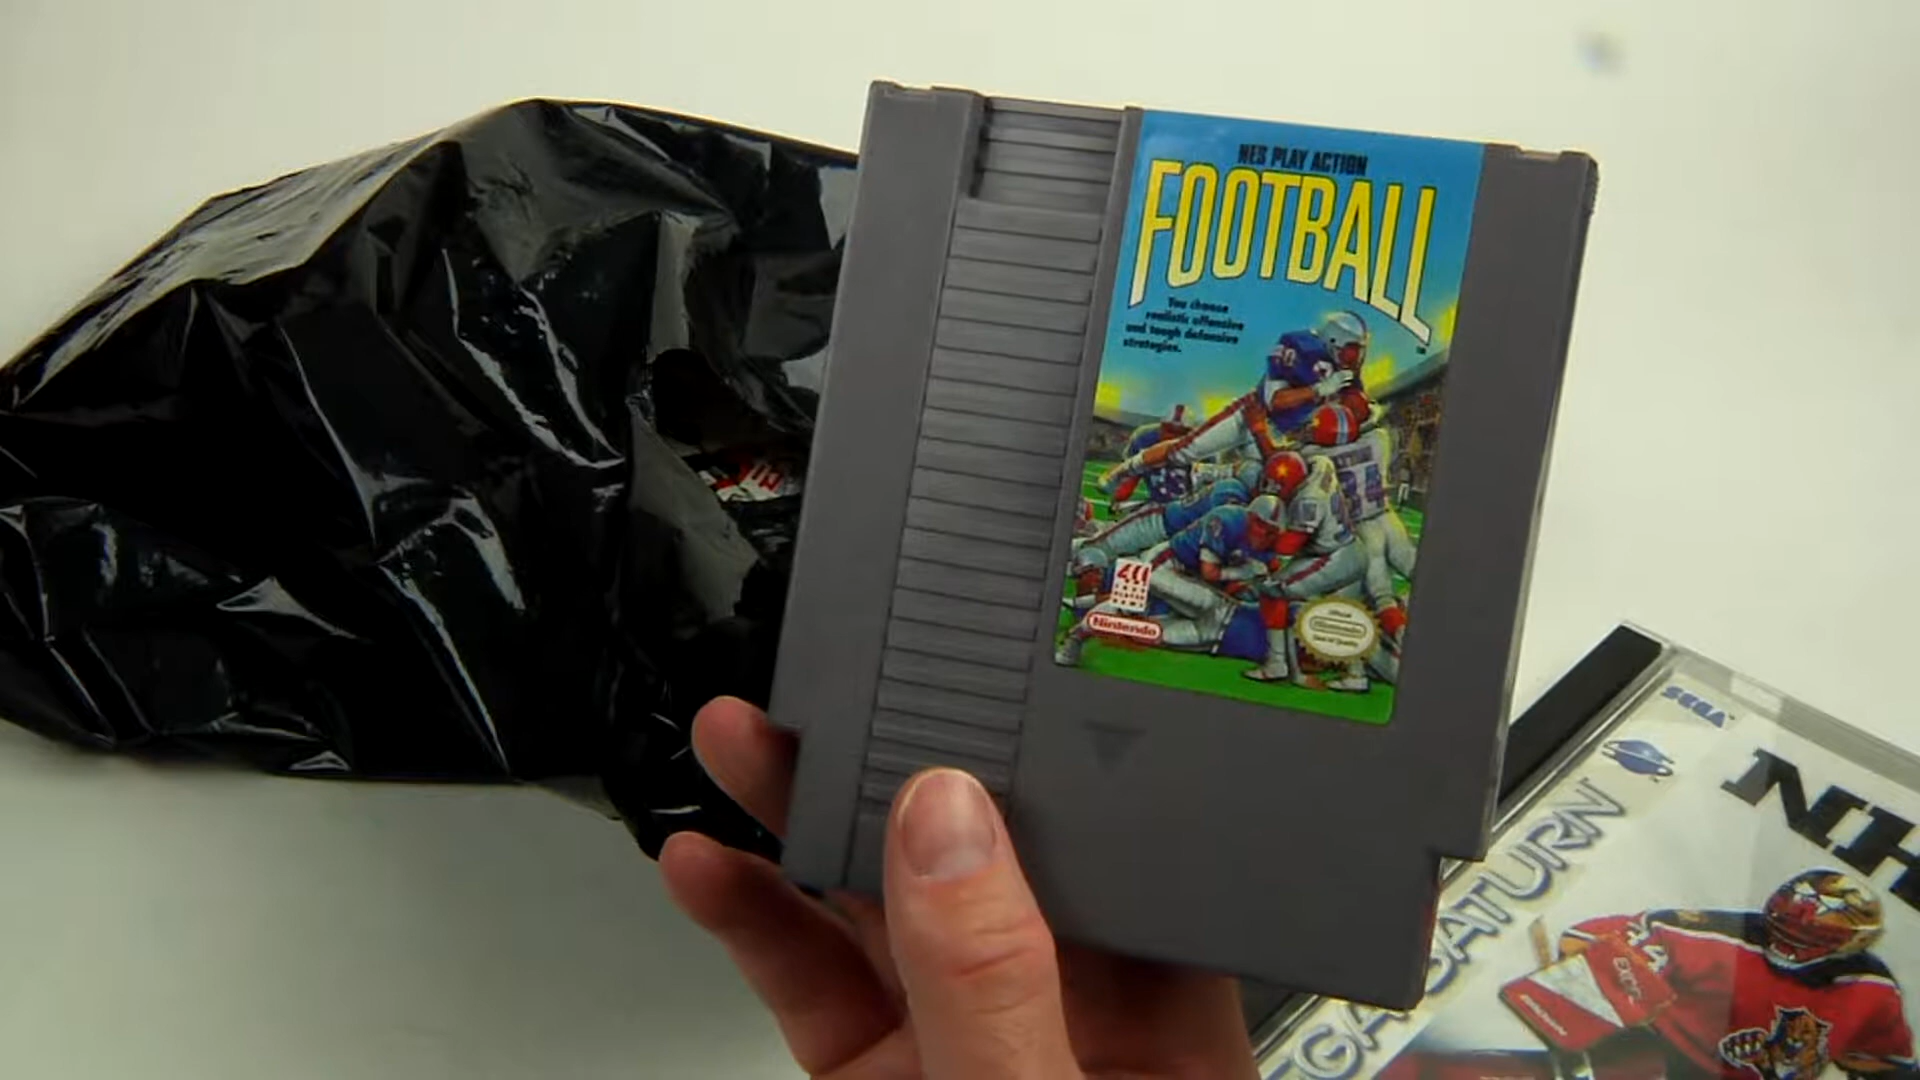 NES PLAY ACTION
FOOTBALL
You choose
realistic offensive
and tough defensive
strategies.
Nintendo
SEGA
NH
SEGA SATURN